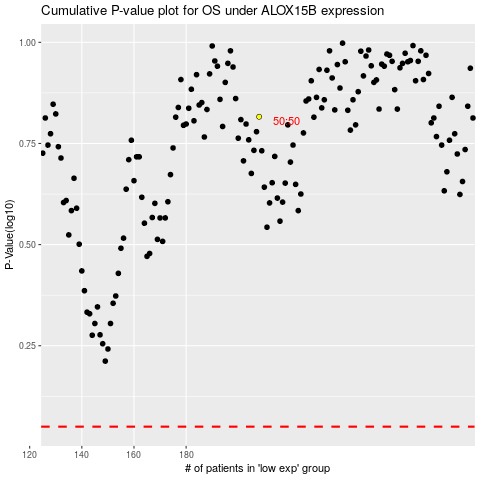 Cumulative P-value plot for OS under ALOX15B expression
P-Value(log10)
1.00
0.75
0.50
0.25
50:50
120 140 160 180
# of patients in 'low exp' group